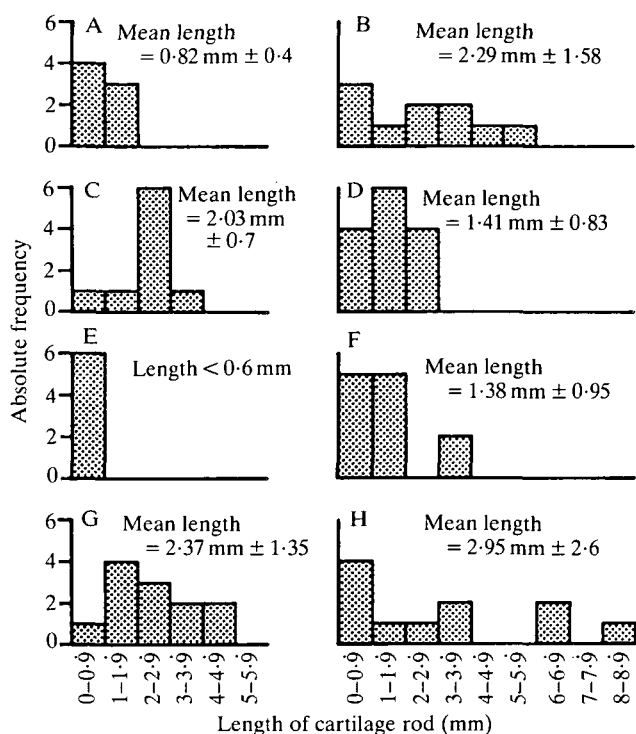 A
Mean length
= 0·82 mm ± 0·4
B
Mean length
= 2·29 mm ± 1·58
C
Mean length
= 2·03 mm
± 0·7
D
Mean length
= 1·41 mm ± 0·83
E
Length < 0·6 mm
F
Mean length
= 1·38 mm ± 0·95
G
Mean length
= 2·37 mm ± 1·35
H
Mean length
= 2·95 mm ± 2·6
6
4
2
0
6
4
2
0
6
4
2
0
6
4
2
0
Absolute frequency
0–0·9
1–1·9
2–2·9
3–3·9
4–4·9
5–5·9
0–0·9
1–1·9
2–2·9
3–3·9
4–4·9
5–5·9
6–6·9
7–7·9
8–8·9
Length of cartilage rod (mm)